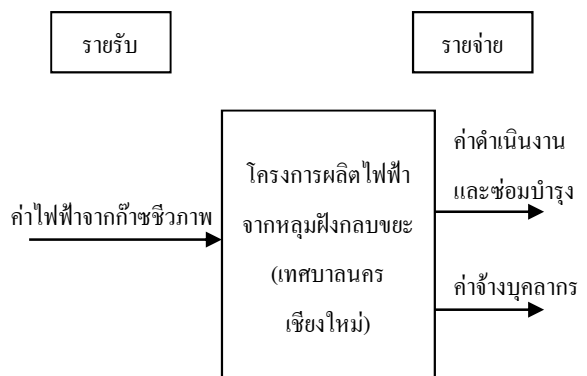 รายรับ
รายจ่าย
ค่าไฟฟ้าจากก๊าซชีวภาพ
โครงการผลิตไฟฟ้า
จากหลุมฝังกลบขยะ
(เทศบาลนคร
เชียงใหม่)
ค่าดำเนินงาน
และซ่อมบำรุง
ค่าจ้างบุคลากร